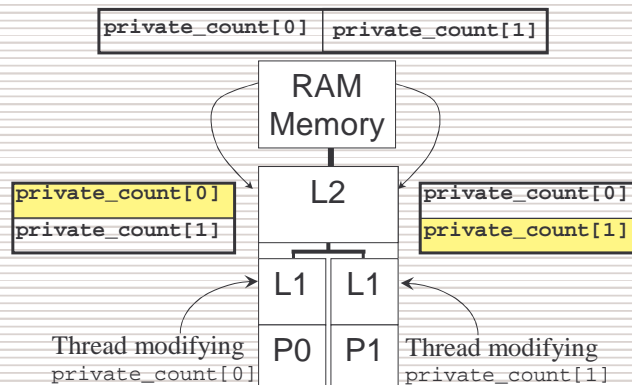 private_count[0] private_count[1]
RAM
Memory
L2
private_count[0]
private_count[1]
private_count[0]
private_count[1]
L1 L1
P0 P1
Thread modifying
private_count[0]
Thread modifying
private_count[1]